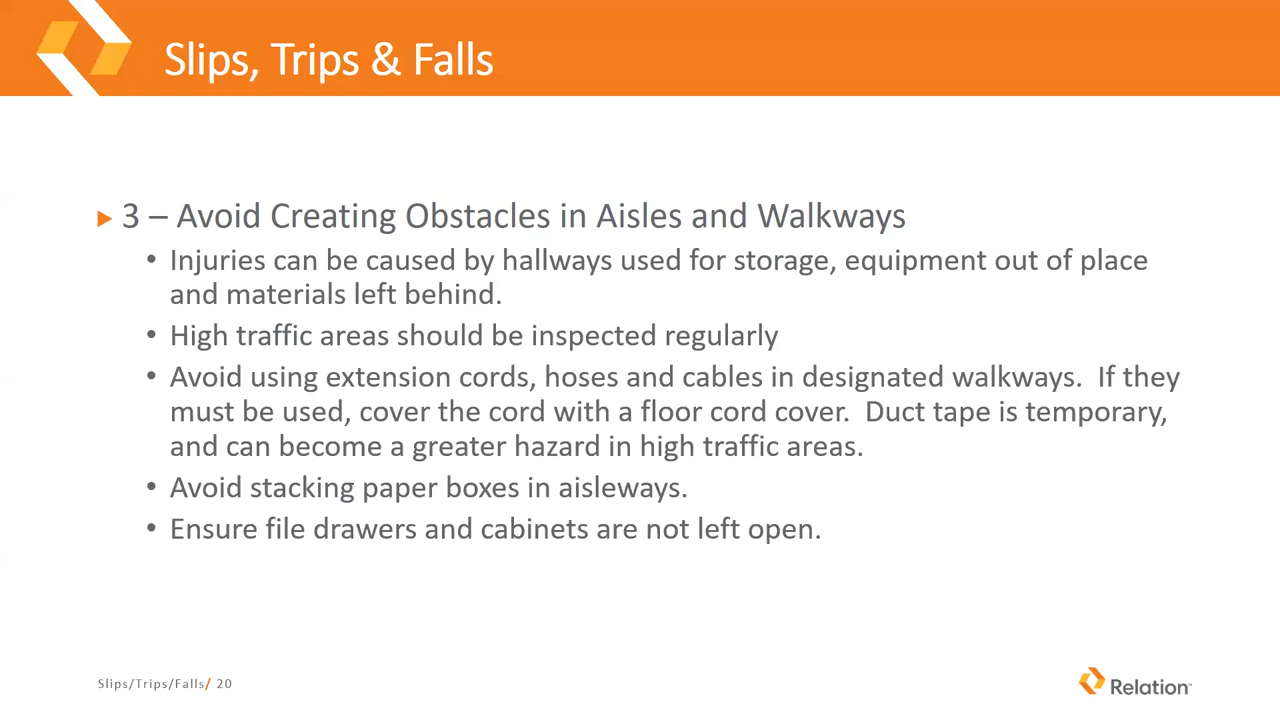 Slips, Trips & Falls
3 – Avoid Creating Obstacles in Aisles and Walkways
• Injuries can be caused by hallways used for storage, equipment out of place
and materials left behind.
• High traffic areas should be inspected regularly
• Avoid using extension cords, hoses and cables in designated walkways.  If they
must be used, cover the cord with a floor cord cover.  Duct tape is temporary,
and can become a greater hazard in high traffic areas.
• Avoid stacking paper boxes in aisleways.
• Ensure file drawers and cabinets are not left open.
Slips/Trips/Falls/ 20
Relation™